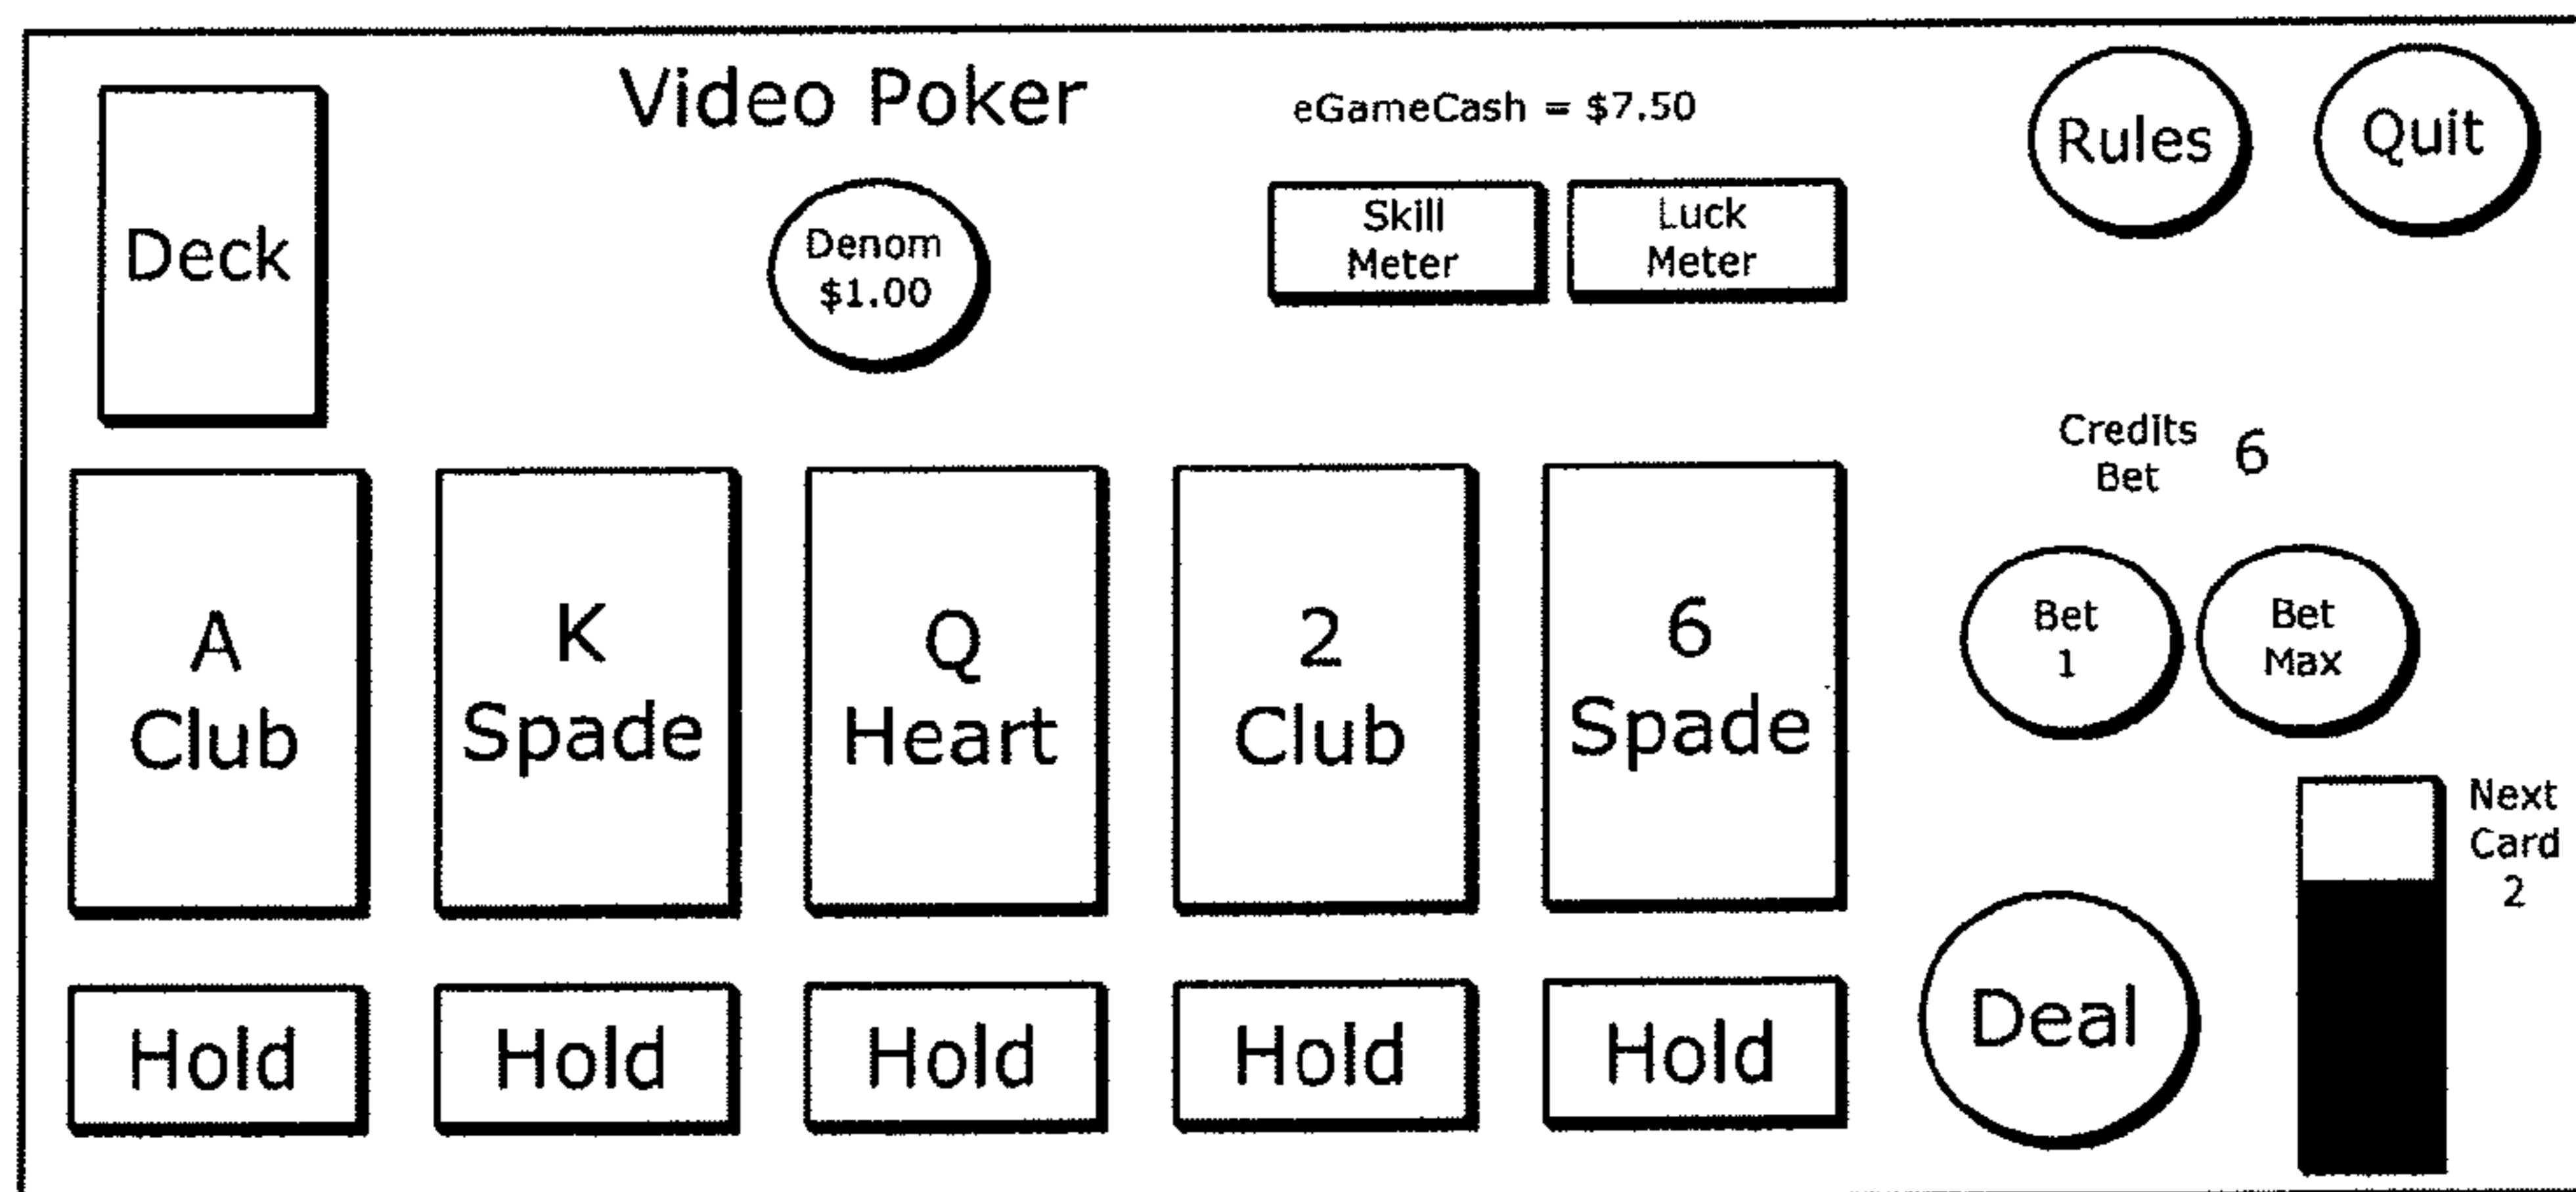 Video Poker
eGameCash = $7.50
Rules
Quit
Deck
Denom
$1.00
Skill
Meter
Luck
Meter
Credits
Bet
6
A
Club
K
Spade
Q
Heart
2
Club
6
Spade
Bet
1
Bet
Max
Next
Card
2
Hold
Hold
Hold
Hold
Hold
Deal